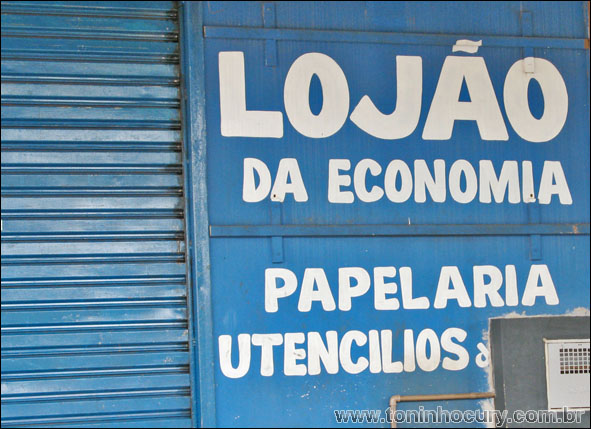 LOJÃO
DA ECONOMIA
PAPELARIA
UTENCILIOS &
www.toninhocury.com.br